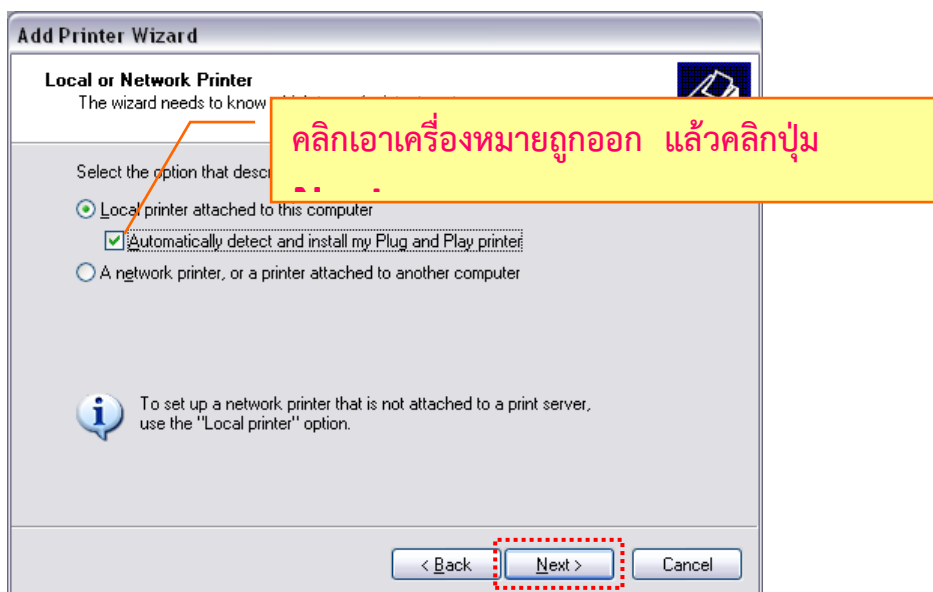 Add Printer Wizard
Local or Network Printer
The wizard needs to know
คลิกเอาเครื่องหมายถูกออก แล้วคลิกปุ่ม
Select the option that
Local printer attached to this computer
Automatically detect and install my Plug and Play printer
A network printer, or a printer attached to another computer
To set up a network printer that is not attached to a print server,
use the "Local printer" option.
< Back
Next >
Cancel